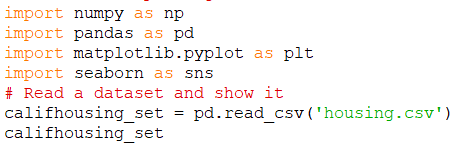 import numpy as np
import pandas as pd
import matplotlib.pyplot as plt
import seaborn as sns
# Read a dataset and show it
califhousing_set = pd.read_csv('housing.csv')
califhousing_set